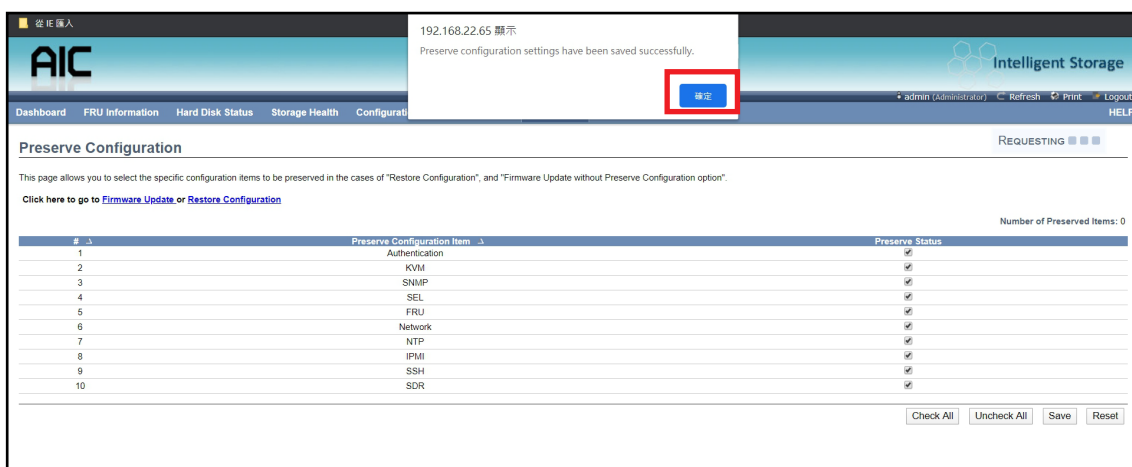 從 IE 匯入
192.168.22.65 顯示
Preserve configuration settings have been saved successfully.
確定
AIC
Intelligent Storage
admin (Administrator) Refresh Print Logout
Dashboard FRU Information Hard Disk Status Storage Health Configurati HELP
Preserve Configuration
REQUESTING
This page allows you to select the specific configuration items to be preserved in the cases of "Restore Configuration", and "Firmware Update without Preserve Configuration option".
Click here to go to Firmware Update or Restore Configuration
Number of Preserved Items: 0
# Preserve Configuration Item Preserve Status
1 Authentication
2 KVM
3 SNMP
4 SEL
5 FRU
6 Network
7 NTP
8 IPMI
9 SSH
10 SDR
Check All Uncheck All Save Reset